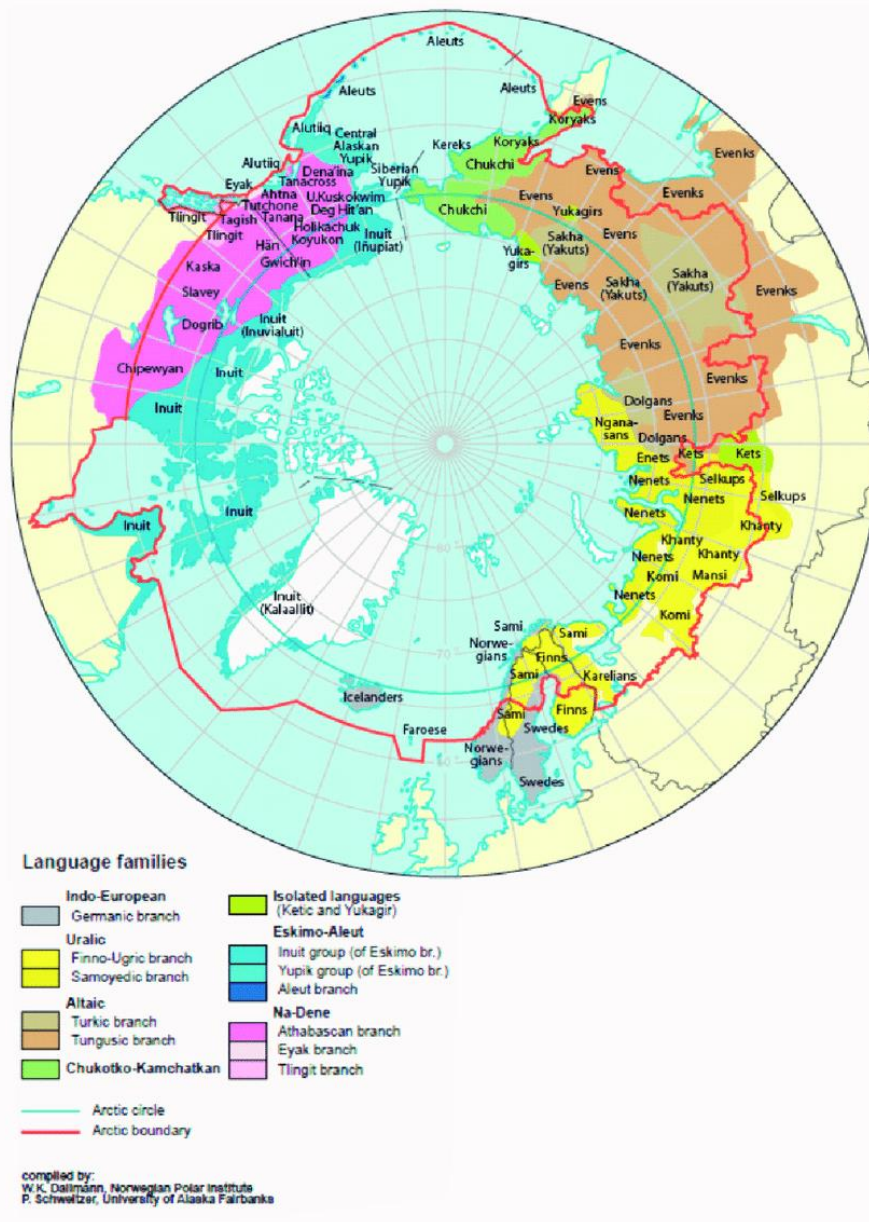 Aleuts
Aleuts
Aleuts
Evens
Koryaks
Alutiiq
Central
Alaskan
Yupik
Kereks
Koryaks
Chukchi
Evenks
Alutiiq
Eyak
Dena'ina
Tanacross
Siberian
Yupik
Evens
Evenks
Ahtna
Tutchone
Tanana
U.Kuskokwim
Deg Hit'an
Holikachuk
Koyukon
Tlingit
Tagish
Tlingit
Hän
Gwich'in
Inuit
(Iñupiat)
Chukchi
Evens
Yukagirs
Evens
Yuka-
girs
Sakha
(Yakuts)
Evens
Sakha
(Yakuts)
Sakha
(Yakuts)
Evenks
Kaska
Slavey
Dogrib
Inuit
(Inuvialuit)
Chipewyan
Inuit
Inuit
Evenks
Evenks
Dolgans
Evenks
Ngana-
sans
Dolgans
Enets
Kets
Kets
Nenets
Selkups
Nenets
Selkups
Nenets
Khanty
Khanty
Khanty
Nenets
Komi
Mansi
Nenets
Komi
Inuit
Inuit
Inuit
(Kalaallit)
80°
70°
60°
Sami
Norwe-
gians
Sami
Finns
Sami
Karelians
Icelanders
Faroese
Sami
Finns
Swedes
Norwe-
gians
Swedes
Language families
Indo-European
Germanic branch
Uralic
Finno-Ugric branch
Samoyedic branch
Altaic
Turkic branch
Tungusic branch
Chukotko-Kamchatkan
Isolated languages
(Ketic and Yukagir)
Eskimo-Aleut
Inuit group (of Eskimo br.)
Yupik group (of Eskimo br.)
Aleut branch
Na-Dene
Athabascan branch
Eyak branch
Tlingit branch
Arctic circle
Arctic boundary
compiled by:
W.K. Dallmann, Norwegian Polar Institute
P. Schweitzer, University of Alaska Fairbanks